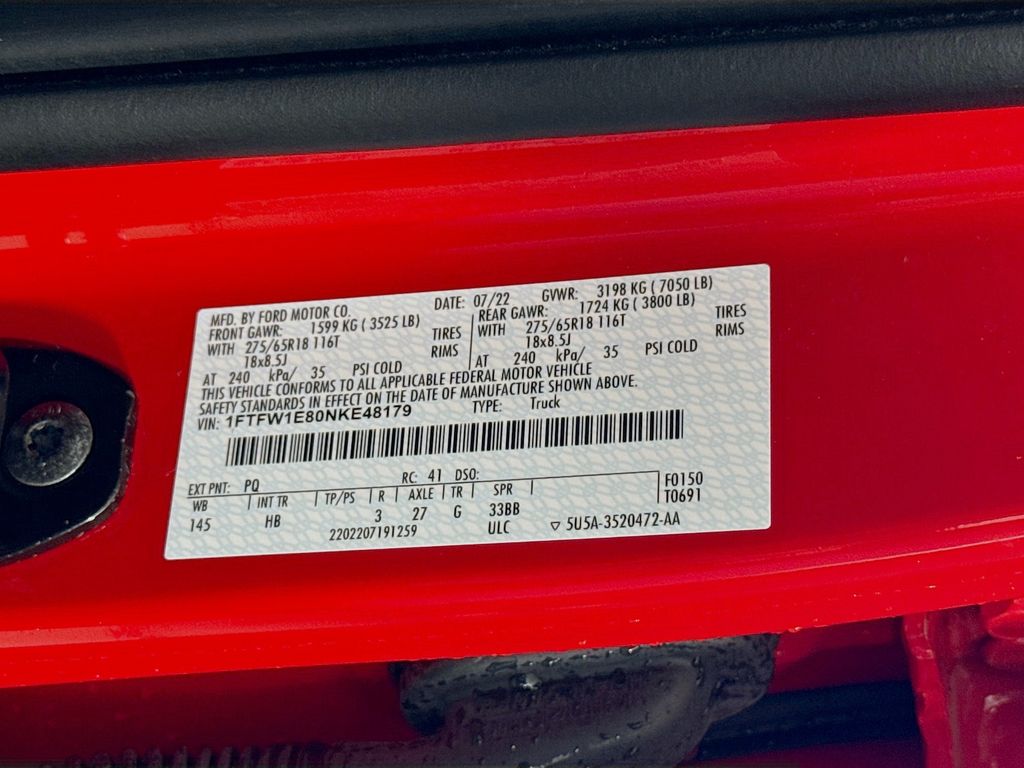 MFD. BY FORD MOTOR CO. DATE: 07/22 GVWR: 3198 KG ( 7050 LB)
FRONT GAWR: 1599 KG ( 3525 LB) REAR GAWR: 1724 KG ( 3800 LB)
WITH 275/65R18 116T TIRES WITH 275/65R18 116T TIRES
18x8.5J RIMS 18x8.5J RIMS
AT 240 kPa/ 35 PSI COLD AT 240 kPa/ 35 PSI COLD
THIS VEHICLE CONFORMS TO ALL APPLICABLE FEDERAL MOTOR VEHICLE
SAFETY STANDARDS IN EFFECT ON THE DATE OF MANUFACTURE SHOWN ABOVE.
VIN: 1FTFW1E80NKE48179 TYPE: Truck
EXT PNT: PQ RC: 41 DSO:
WB INT TR TP/PS R AXLE TR SPR F0150
145 HB 3 27 G 33BB T0691
2202207191259 ULC ▽ 5U5A-3520472-AA